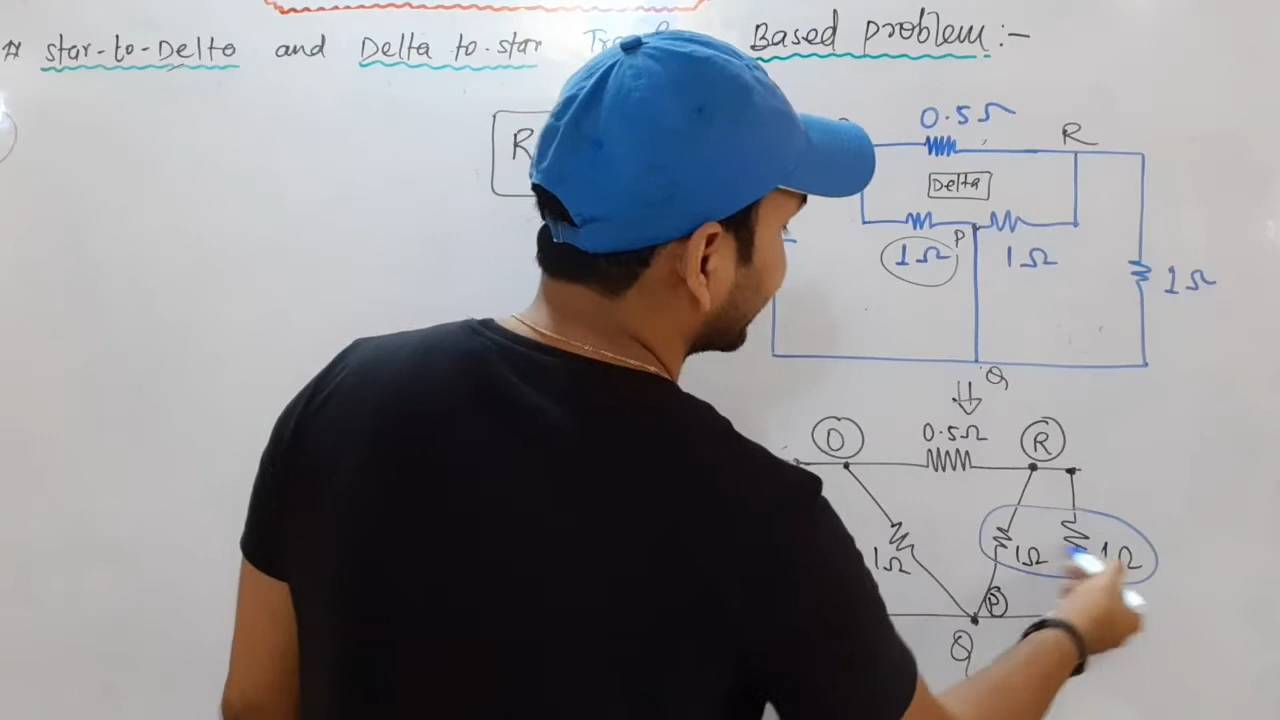 # Star-to-Delta and Delta to-star Based problem:-
0.5Ω
R
R
Delta
P
1Ω
1Ω
1Ω
Q
D
0.5Ω
R
1Ω
1Ω
1Ω
P
Q